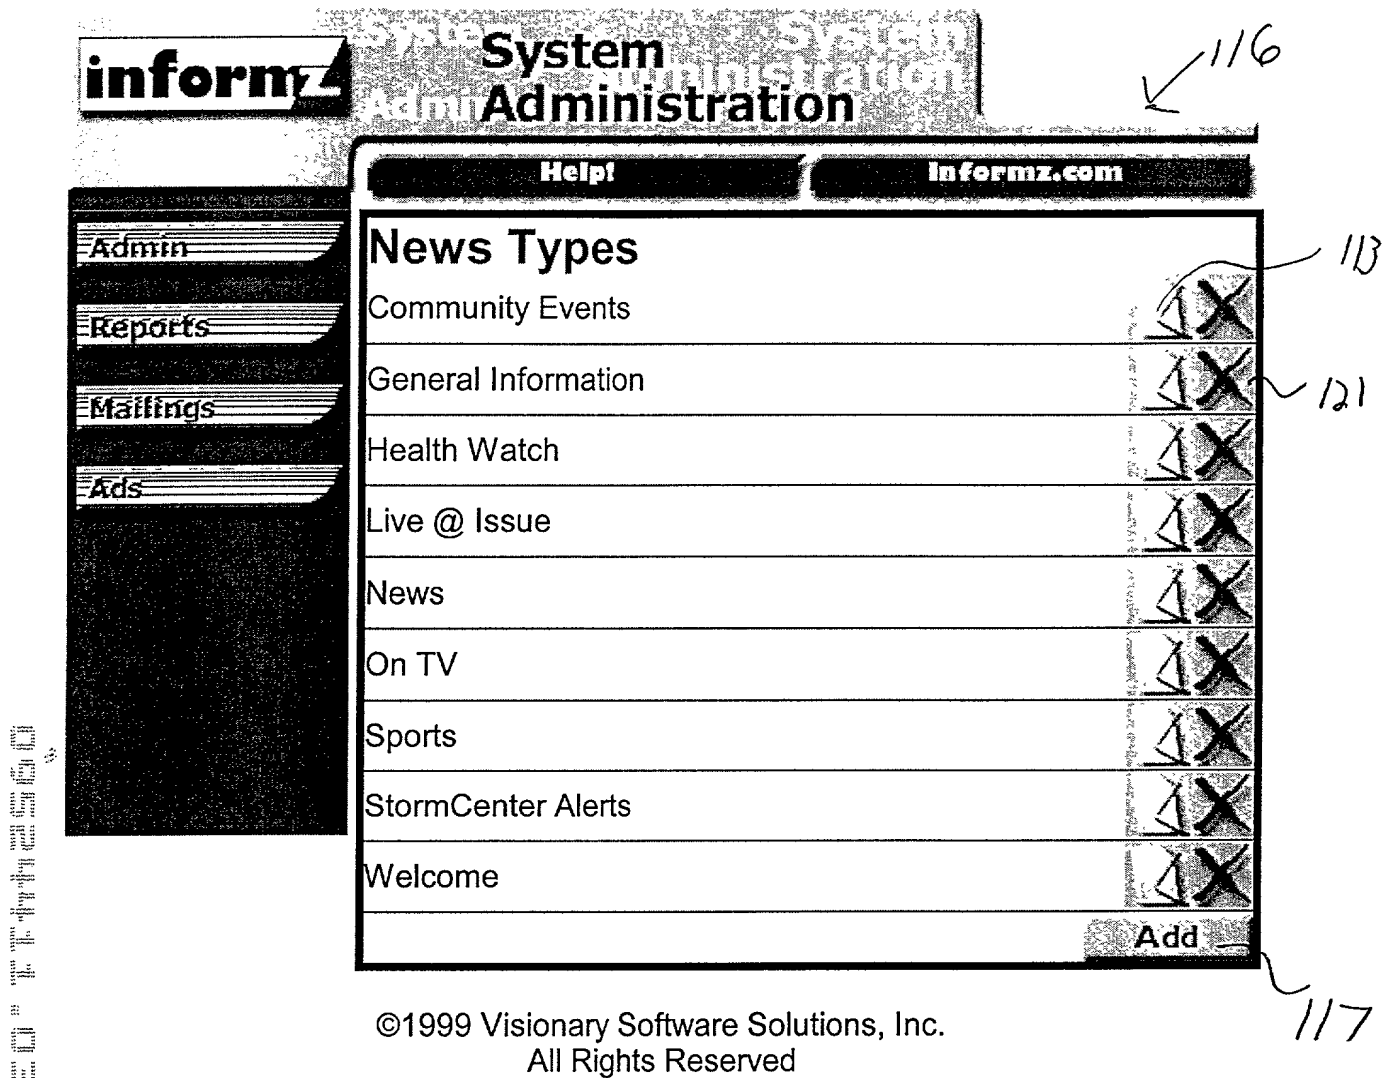 informz
System
Administration
116
Help!
informz.com
Admin
Reports
Mailings
Ads
News Types
Community Events
113
General Information
121
Health Watch
Live @ Issue
News
On TV
Sports
StormCenter Alerts
Welcome
Add
117
©1999 Visionary Software Solutions, Inc.
All Rights Reserved